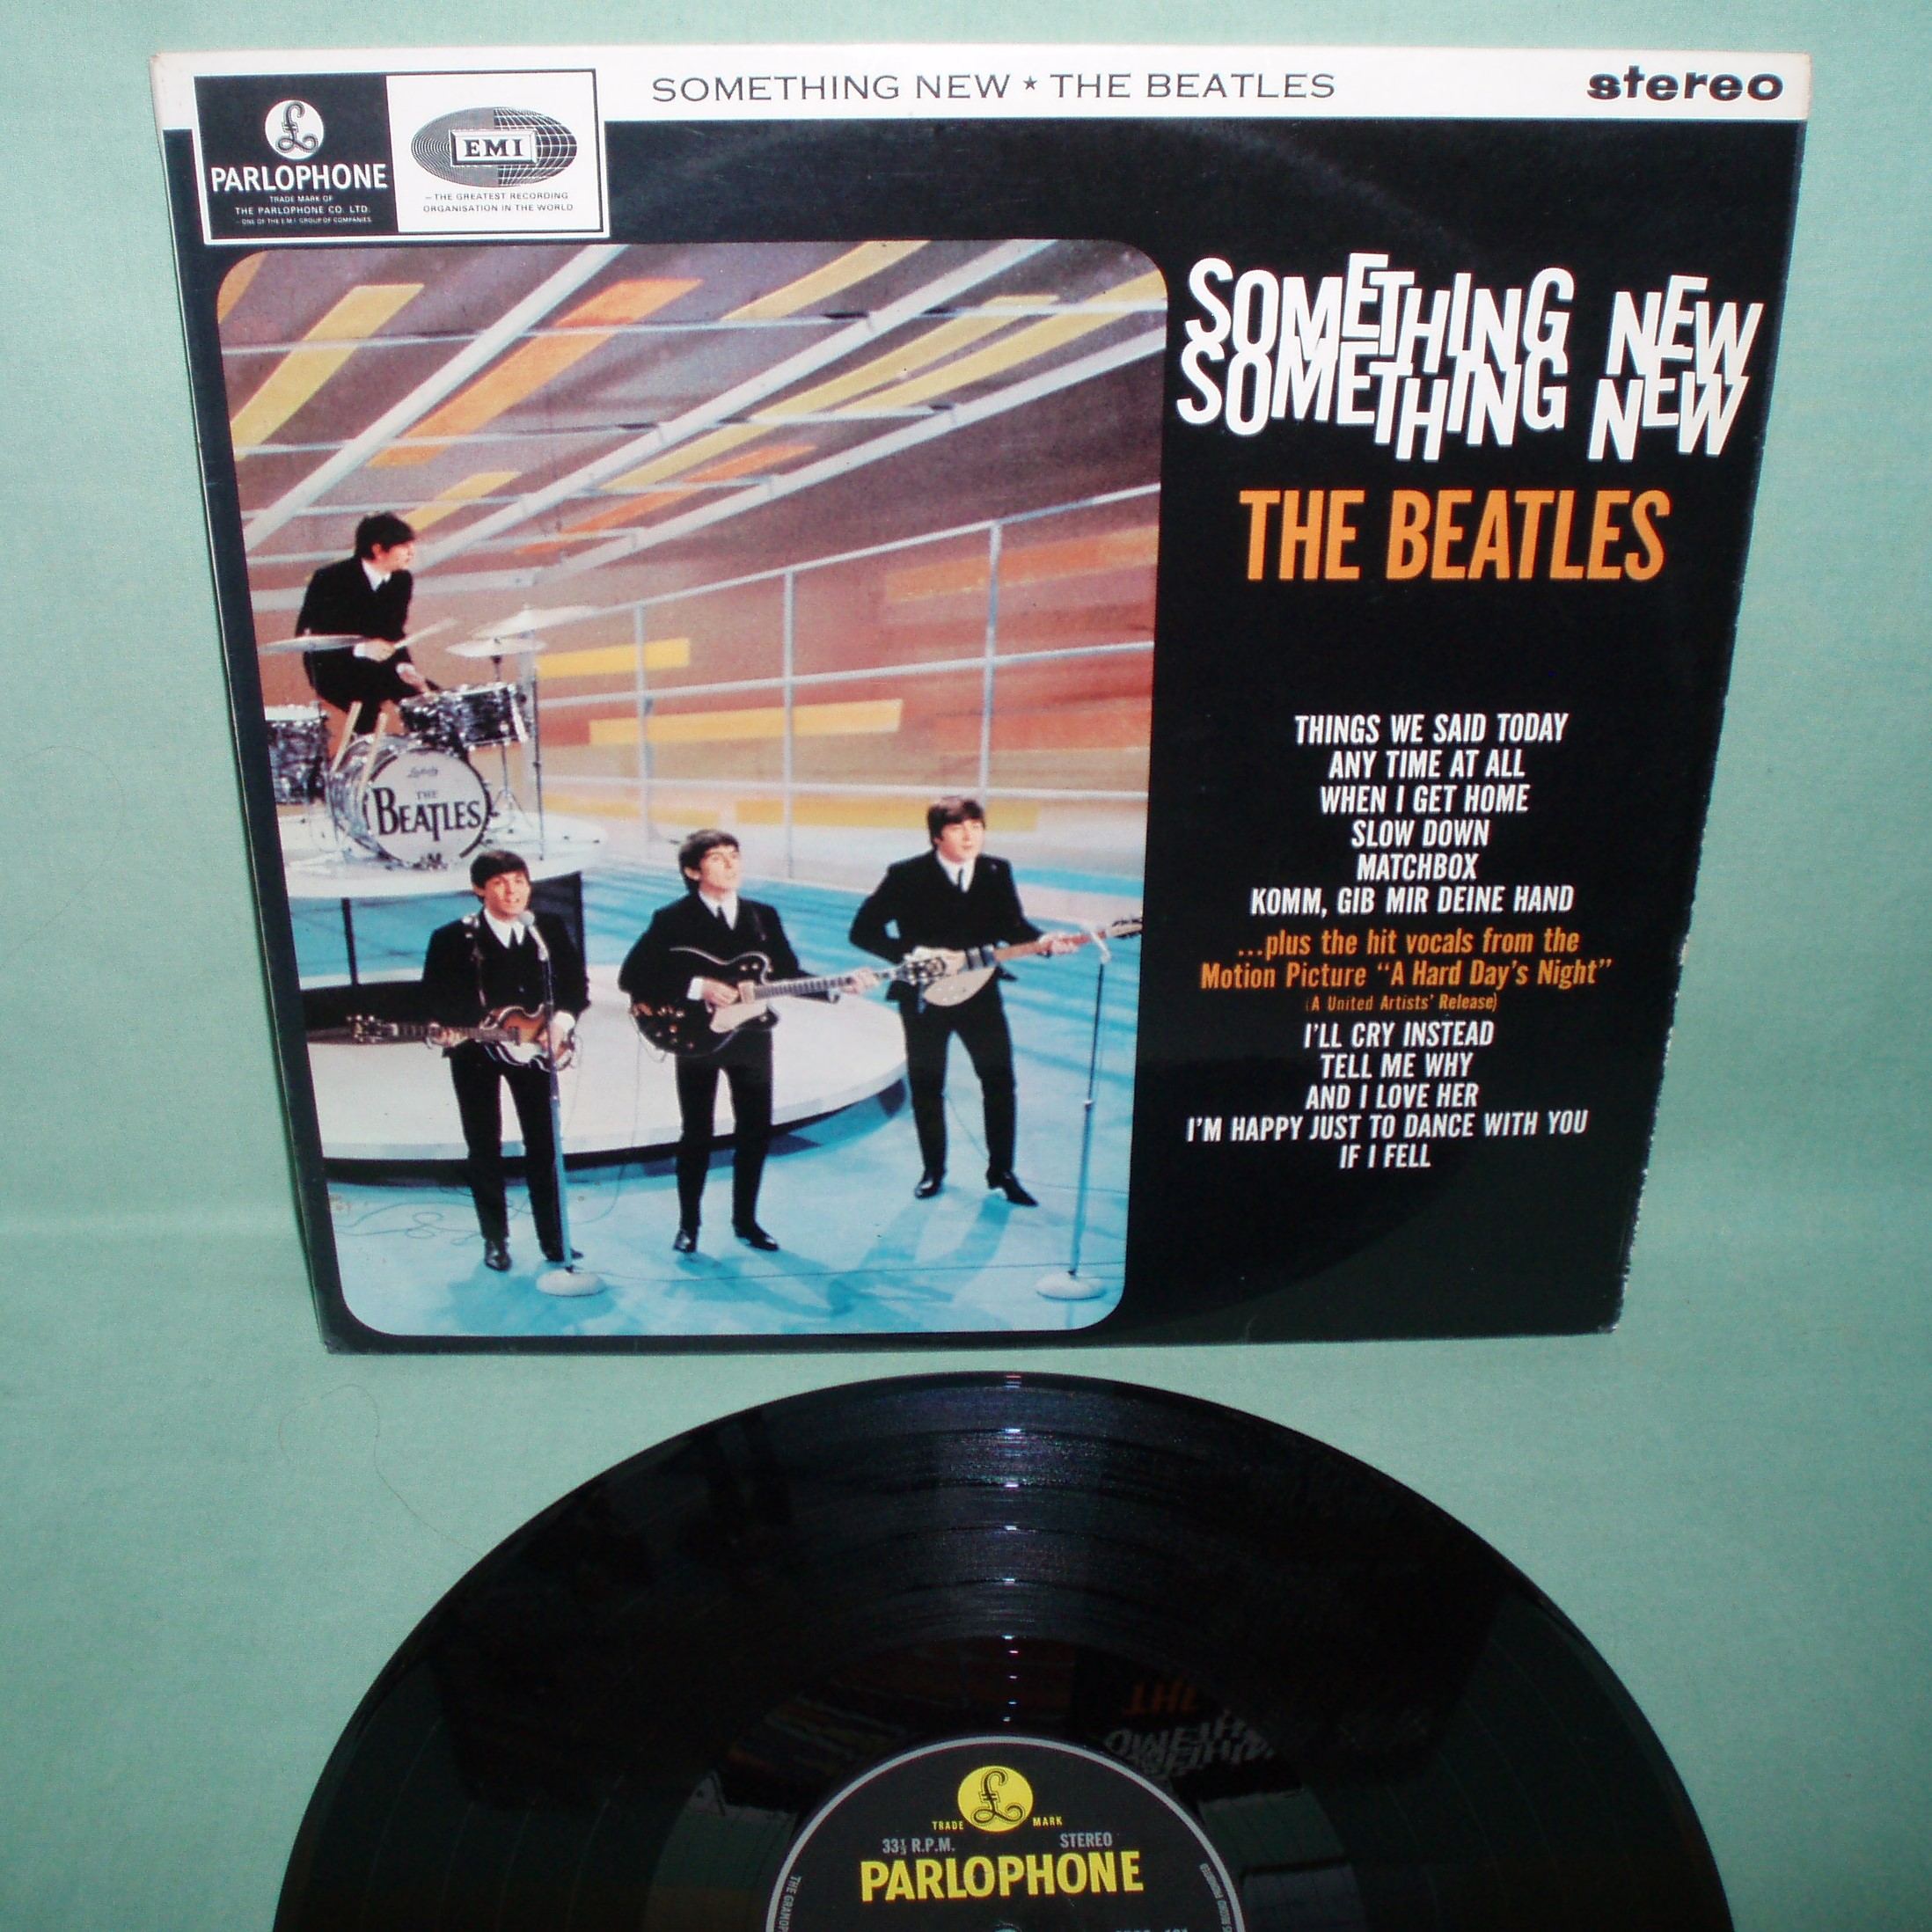 SOMETHING NEW ★ THE BEATLES
stereo
PARLOPHONE
TRADE MARK OF
THE PARLOPHONE CO. LTD.
ONE OF THE E.M.I. GROUP OF COMPANIES
EMI
—THE GREATEST RECORDING
ORGANISATION IN THE WORLD
SOMETHING NEW
SOMETHING NEW
THE BEATLES
THINGS WE SAID TODAY
ANY TIME AT ALL
WHEN I GET HOME
SLOW DOWN
MATCHBOX
KOMM, GIB MIR DEINE HAND
...plus the hit vocals from the
Motion Picture “A Hard Day’s Night”
(A United Artists’ Release)
I’LL CRY INSTEAD
TELL ME WHY
AND I LOVE HER
I’M HAPPY JUST TO DANCE WITH YOU
IF I FELL
Ludwig
THE
BEATLES
£
TRADE MARK
33⅓ R.P.M.
STEREO
PARLOPHONE